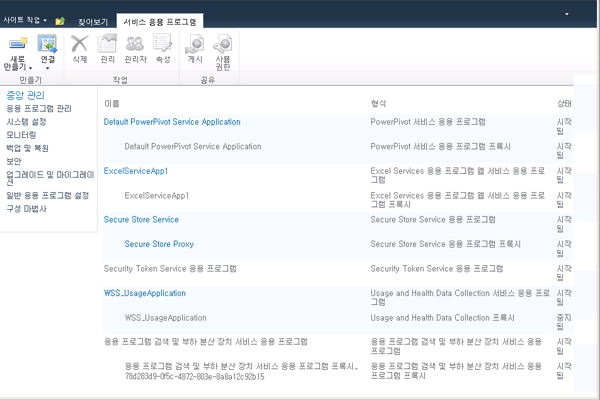 사이트 작업 찾아보기 서비스 응용 프로그램
새로 만들기 연결 삭제 관리 관리자 속성 게시 사용 권한
만들기 작업 공유
중앙 관리
응용 프로그램 관리
시스템 설정
모니터링
백업 및 복원
보안
업그레이드 및 마이그레이
션
일반 응용 프로그램 설정
구성 마법사
이름 형식 상태
Default PowerPivot Service Application PowerPivot 서비스 응용 프로그램 시작
됨
Default PowerPivot Service Application PowerPivot 서비스 응용 프로그램 프록시 시작
됨
ExcelServiceApp1 Excel Services 응용 프로그램 웹 서비스 응용 프로 시작
그램 됨
ExcelServiceApp1 Excel Services 응용 프로그램 웹 서비스 응용 프로 시작
그램 프록시 됨
Secure Store Service Secure Store Service 응용 프로그램 시작
됨
Secure Store Proxy Secure Store Service 응용 프로그램 프록시 시작
됨
Security Token Service 응용 프로그램 Security Token Service 응용 프로그램 시작
됨
WSS_UsageApplication Usage and Health Data Collection 서비스 응용 프로 시작
그램 됨
WSS_UsageApplication Usage and Health Data Collection 프록시 중지
됨
응용 프로그램 검색 및 부하 분산 장치 서비스 응용 프로그램 응용 프로그램 검색 및 부하 분산 장치 서비스 응용 시작
프로그램 됨
응용 프로그램 검색 및 부하 분산 장치 서비스 응용 프로그램 프록시_ 응용 프로그램 검색 및 부하 분산 장치 서비스 응용 시작
78d283d9-0f5c-4872-803e-8a8a12c92b15 프로그램 프록시 됨